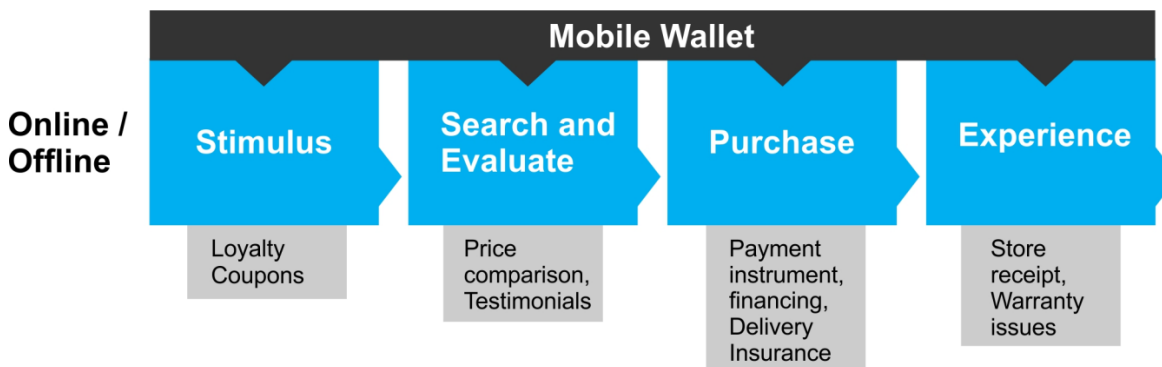 Mobile Wallet
Online /
Offline
Stimulus
Search and
Evaluate
Purchase
Experience
Loyalty
Coupons
Price
comparison,
Testimonials
Payment
instrument,
financing,
Delivery
Insurance
Store
receipt,
Warranty
issues